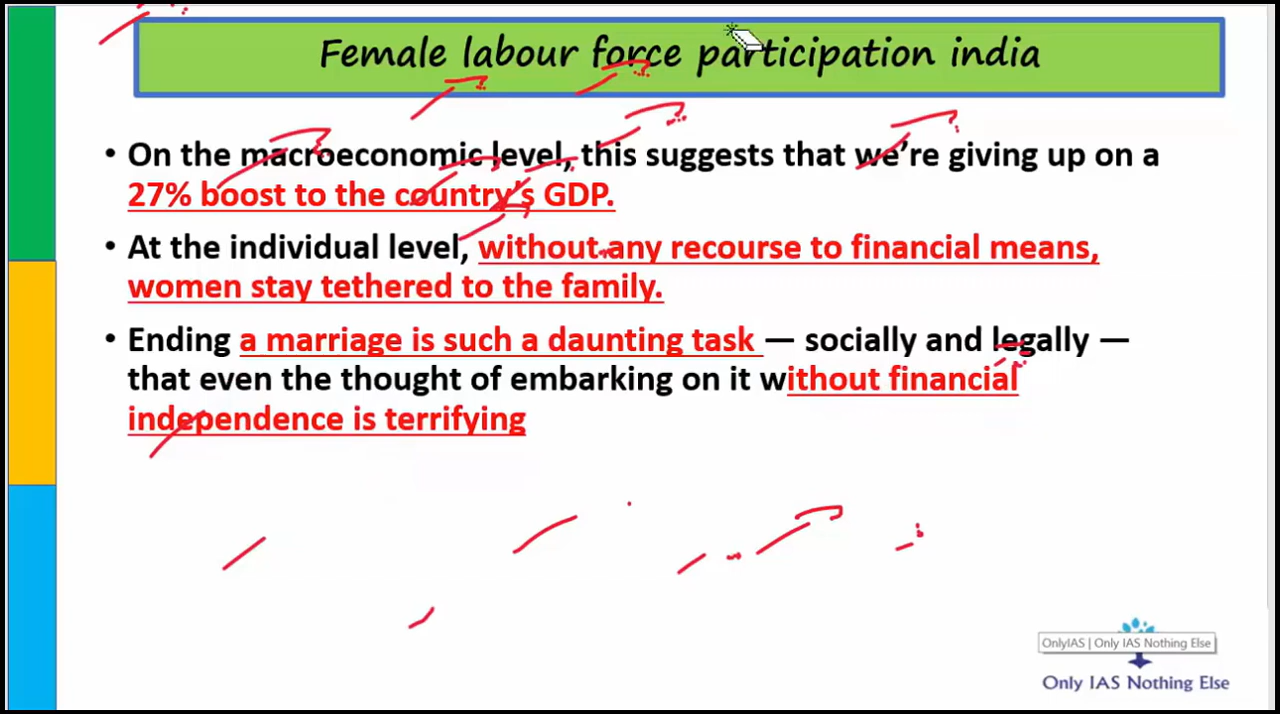 Female labour force participation india
• On the macroeconomic level, this suggests that we're giving up on a
27% boost to the country's GDP.
• At the individual level, without any recourse to financial means,
women stay tethered to the family.
• Ending a marriage is such a daunting task — socially and legally —
that even the thought of embarking on it without financial
independence is terrifying
OnlyIAS | Only IAS Nothing Else
Only IAS Nothing Else